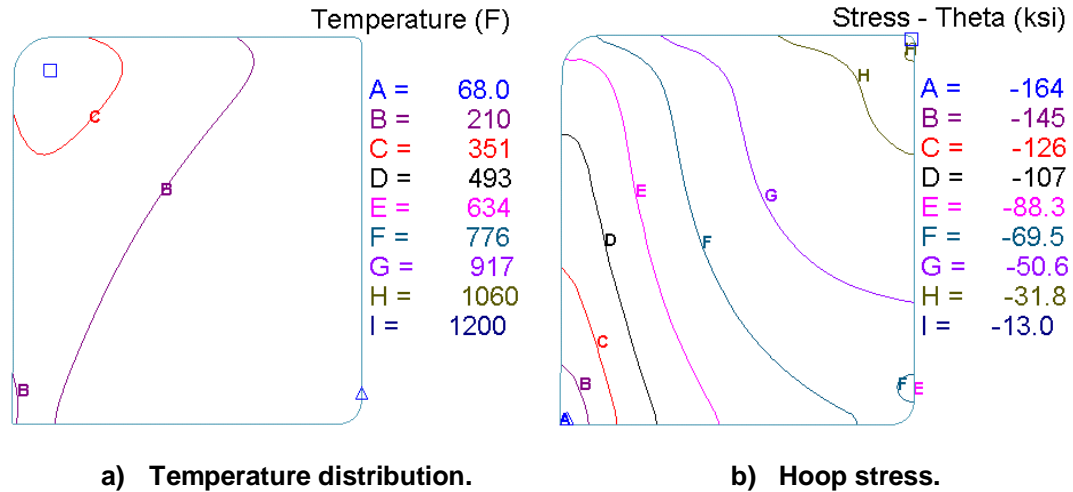 Temperature (F)
A = 68.0
B = 210
C = 351
D = 493
E = 634
F = 776
G = 917
H = 1060
I = 1200
C
B
B
a) Temperature distribution.
Stress - Theta (ksi)
A = -164
B = -145
C = -126
D = -107
E = -88.3
F = -69.5
G = -50.6
H = -31.8
I = -13.0
H
H
E
G
D
F
C
B
F
E
A
b) Hoop stress.